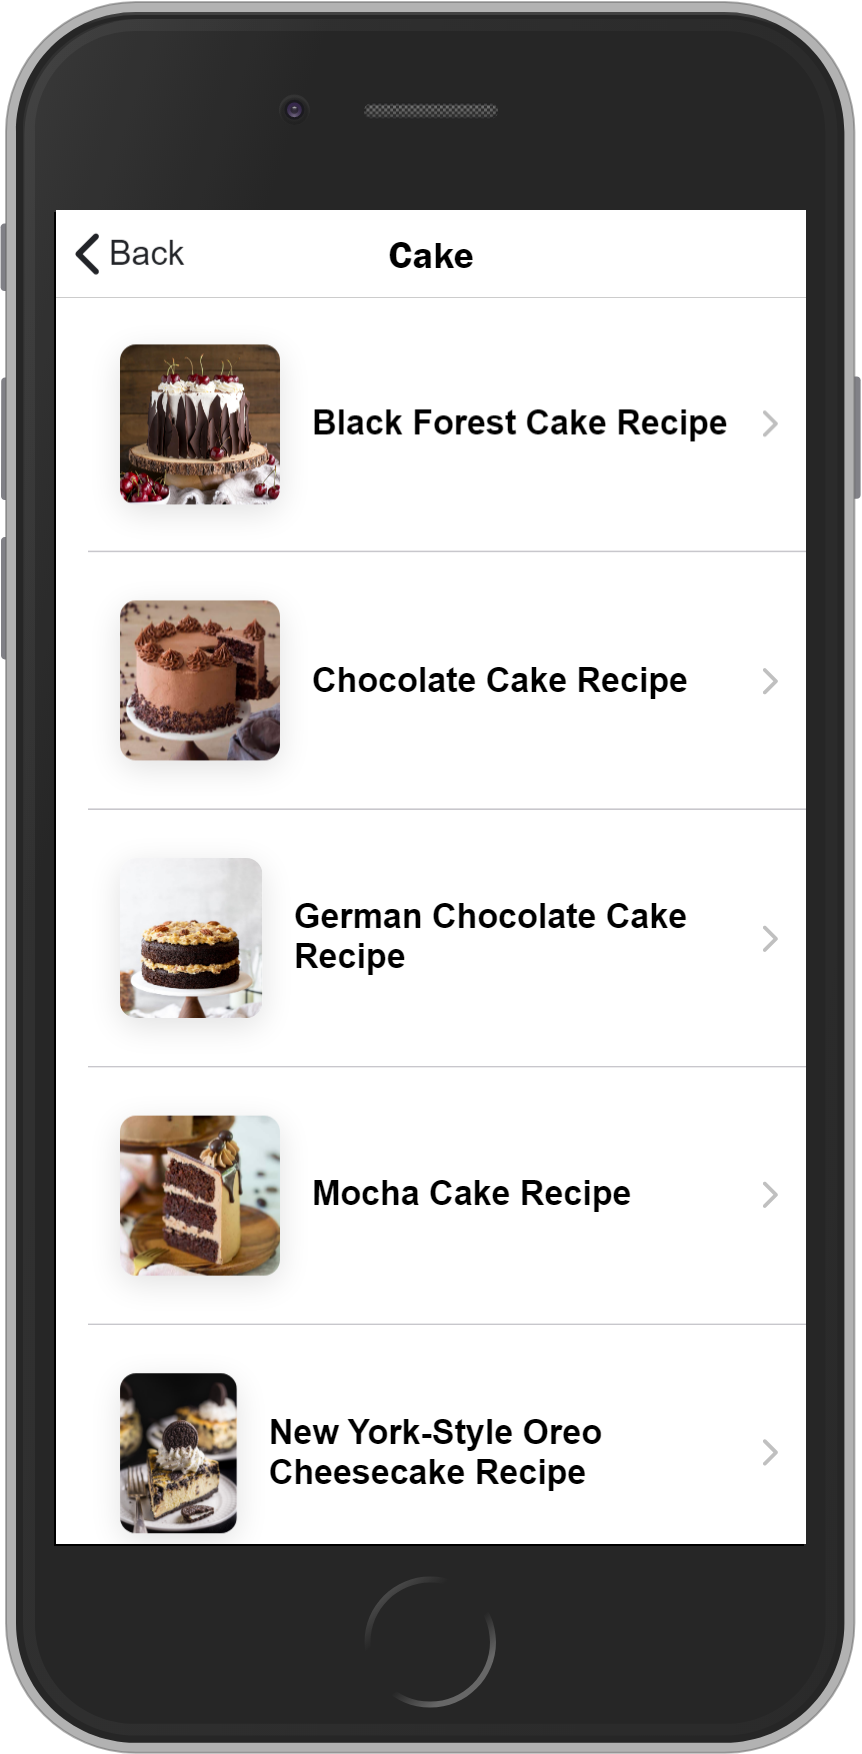 Back
Cake
Black Forest Cake Recipe
Chocolate Cake Recipe
German Chocolate Cake
Recipe
Mocha Cake Recipe
New York-Style Oreo
Cheesecake Recipe